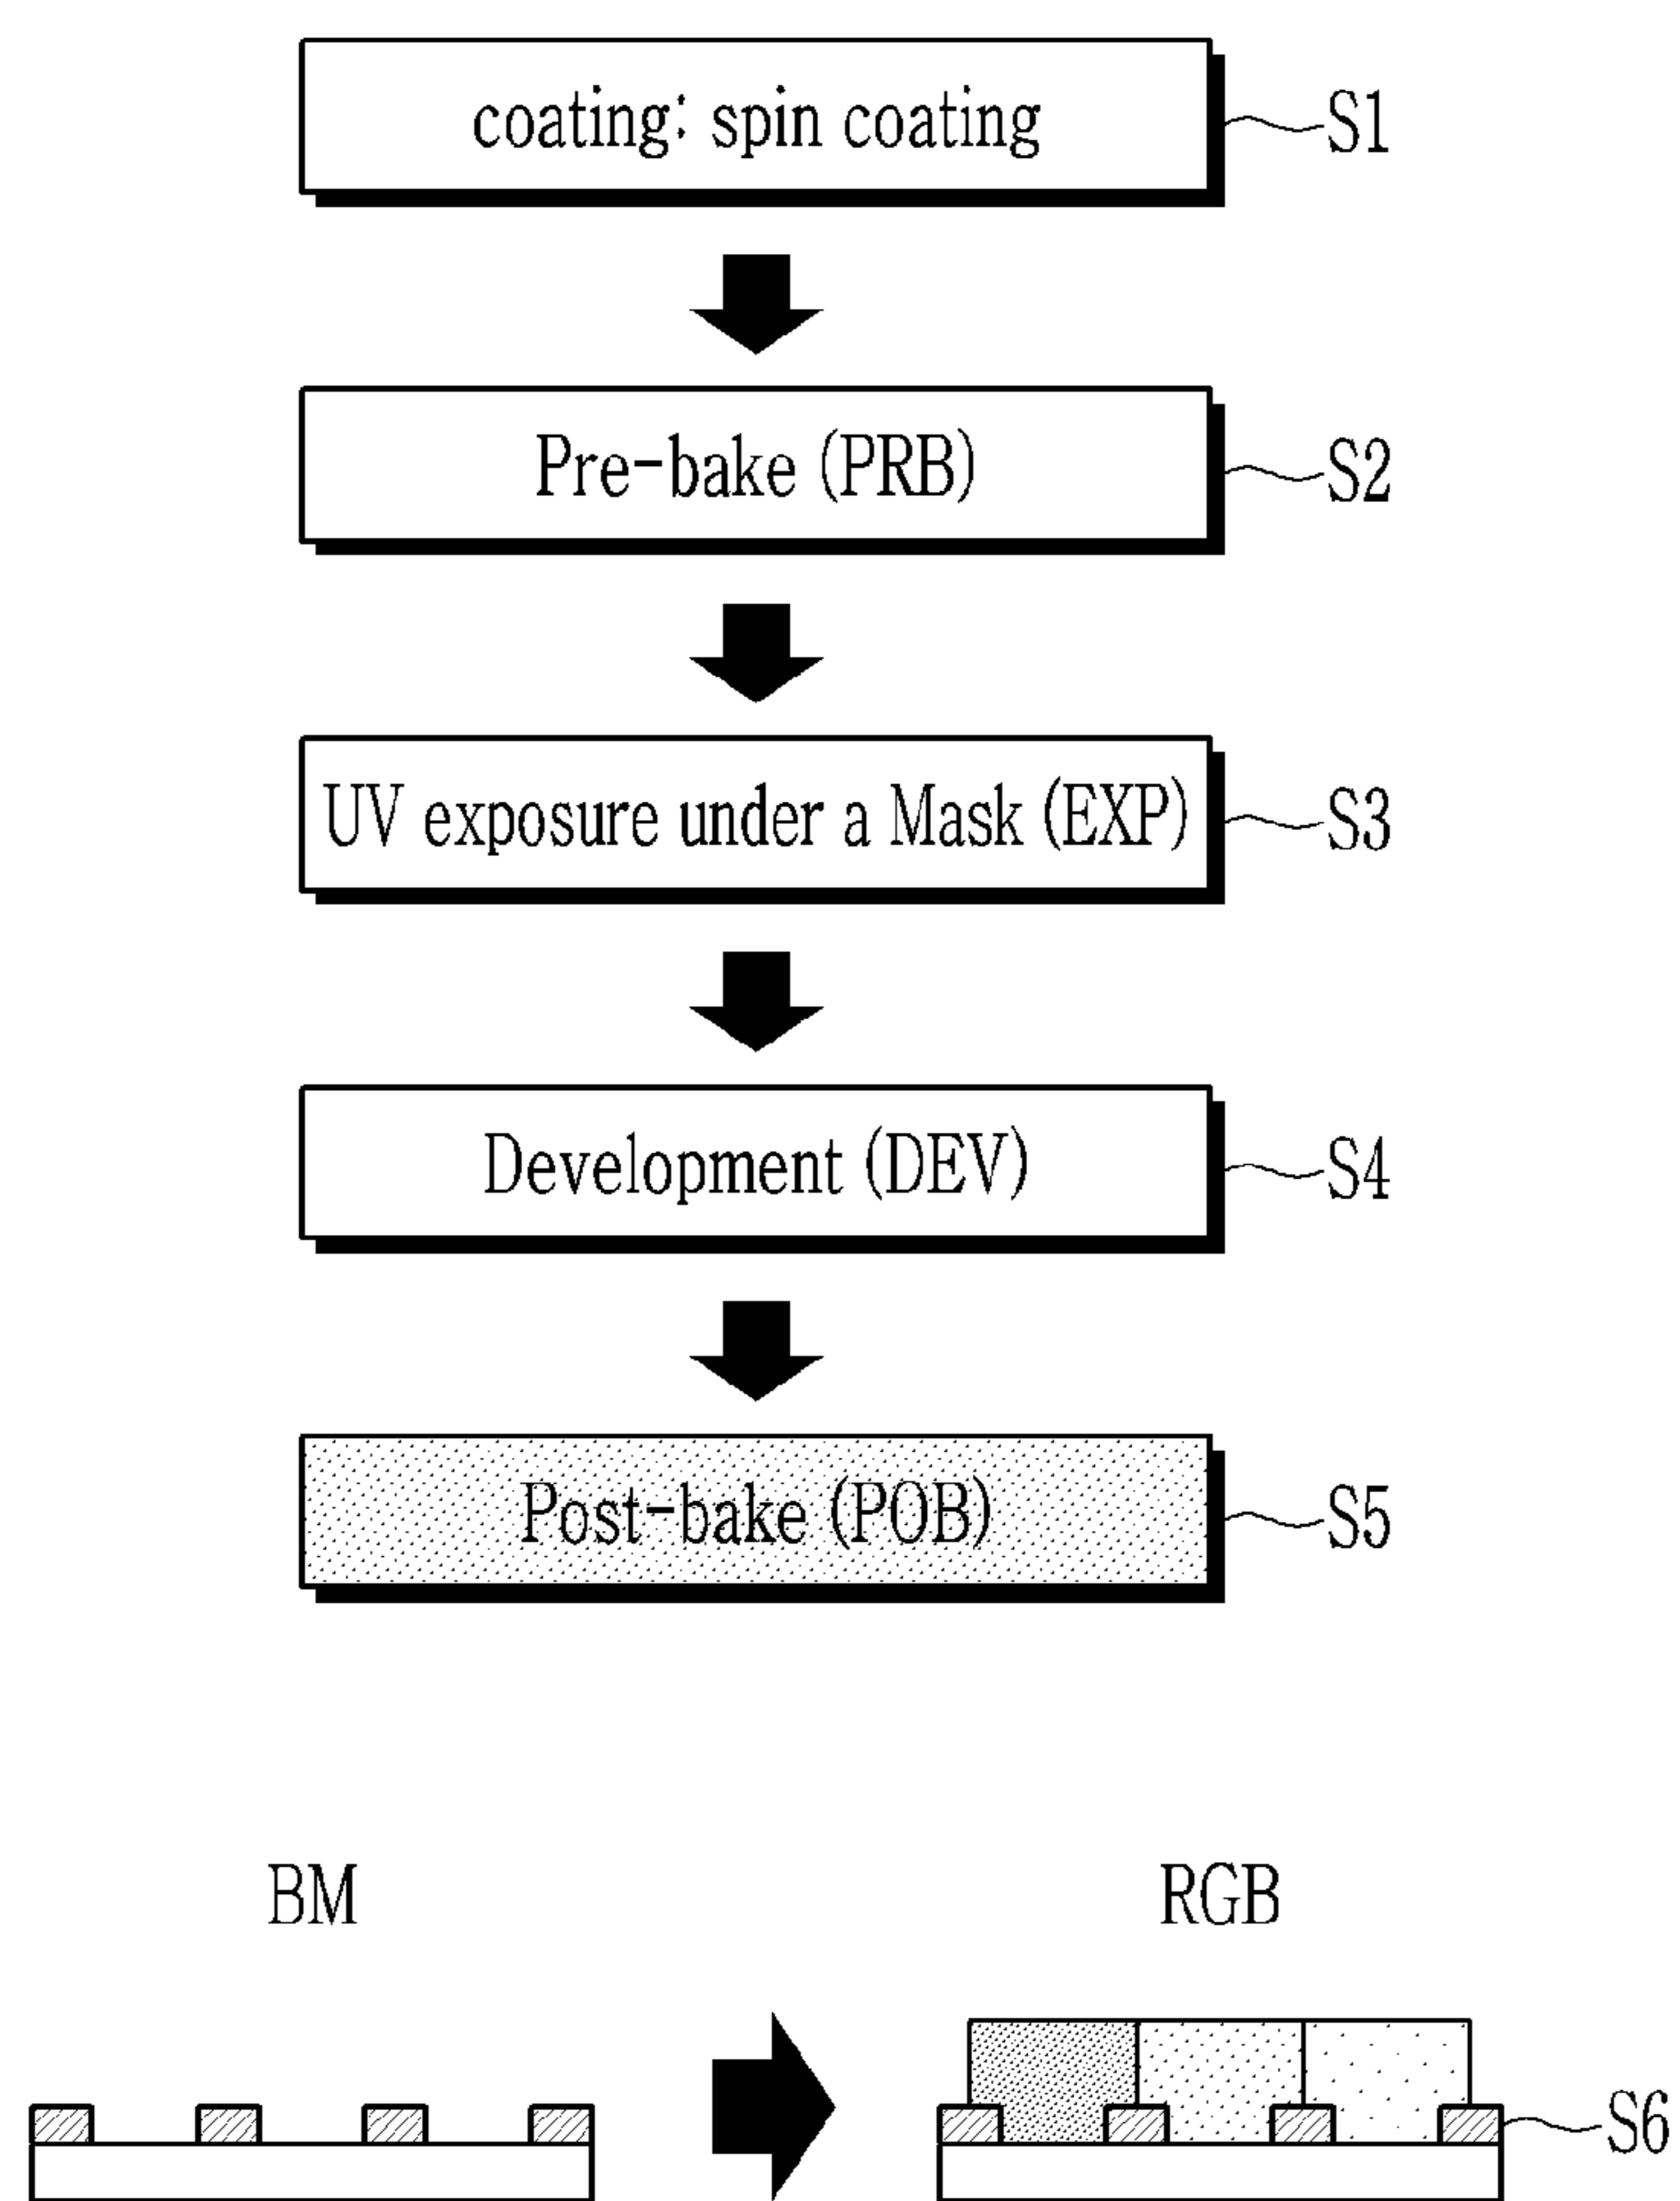 coating: spin coating
S1
Pre-bake (PRB)
S2
UV exposure under a Mask (EXP)
S3
Development (DEV)
S4
Post-bake (POB)
S5
BM
RGB
S6